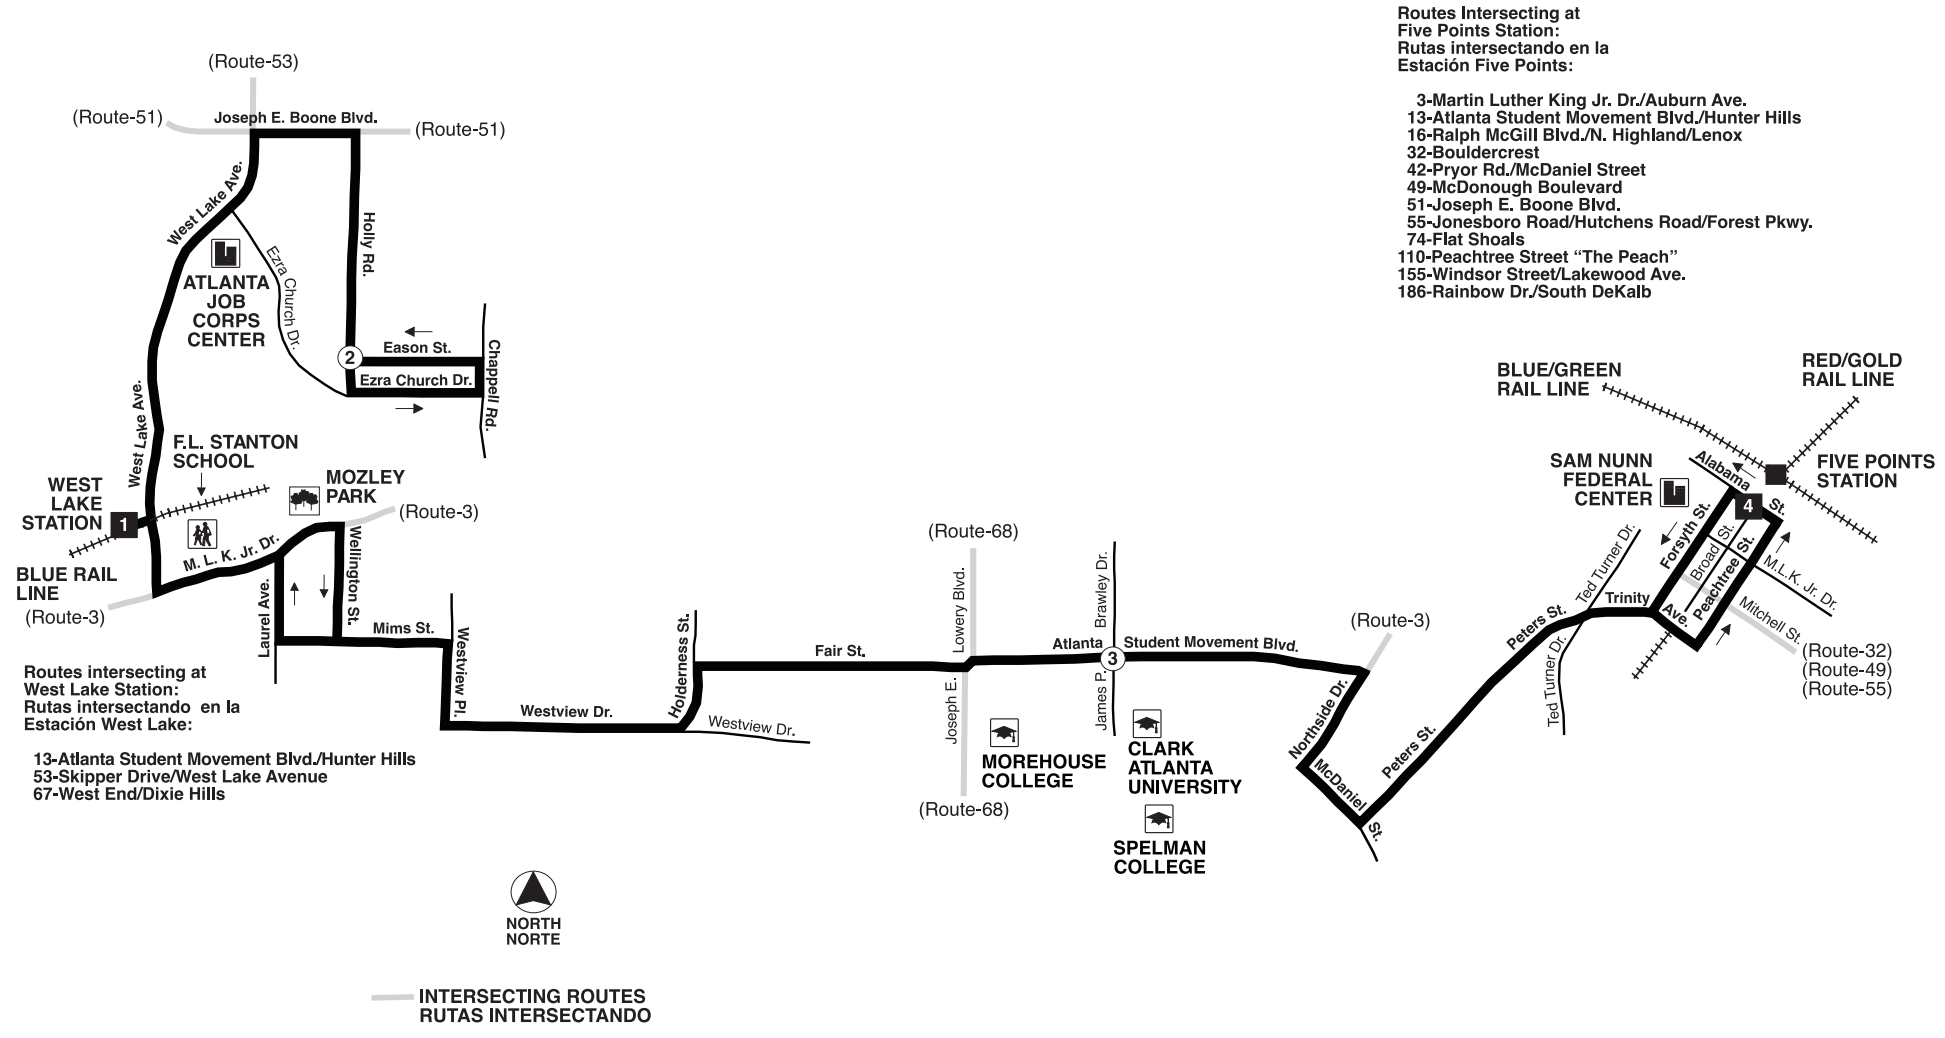 Routes Intersecting at
Five Points Station:
Rutas intersectando en la
Estación Five Points:
3-Martin Luther King Jr. Dr./Auburn Ave.
13-Atlanta Student Movement Blvd./Hunter Hills
16-Ralph McGill Blvd./N. Highland/Lenox
32-Bouldercrest
42-Pryor Rd./McDaniel Street
49-McDonough Boulevard
51-Joseph E. Boone Blvd.
55-Jonesboro Road/Hutchens Road/Forest Pkwy.
74-Flat Shoals
110-Peachtree Street “The Peach”
155-Windsor Street/Lakewood Ave.
186-Rainbow Dr./South DeKalb
(Route-53)
(Route-51)
Joseph E. Boone Blvd.
(Route-51)
West Lake Ave.
Holly Rd.
Ezra Church Dr.
ATLANTA
JOB
CORPS
CENTER
2
Eason St.
Ezra Church Dr.
Chappell Rd.
West Lake Ave.
F.L. STANTON
SCHOOL
WEST
LAKE
STATION
1
MOZLEY
PARK
(Route-3)
M. L. K. Jr. Dr.
BLUE RAIL
LINE
(Route-3)
Laurel Ave.
Wellington St.
Mims St.
Westview Pl.
Westview Dr.
Holderness St.
Westview Dr.
Fair St.
(Route-68)
Joseph E.
Lowery Blvd.
(Route-68)
Atlanta
3
Student Movement Blvd.
James P.
Brawley Dr.
MOREHOUSE
COLLEGE
CLARK
ATLANTA
UNIVERSITY
SPELMAN
COLLEGE
(Route-3)
Northside Dr.
McDaniel
St.
Peters St.
Peters St.
Ted Turner Dr.
Ted Turner Dr.
Trinity
Ave.
Forsyth St.
Broad
St.
Peachtree
St.
Alabama
St.
4
M.L.K. Jr. Dr.
Mitchell St.
(Route-32)
(Route-49)
(Route-55)
BLUE/GREEN
RAIL LINE
RED/GOLD
RAIL LINE
SAM NUNN
FEDERAL
CENTER
FIVE POINTS
STATION
Routes intersecting at
West Lake Station:
Rutas intersectando en la
Estación West Lake:
13-Atlanta Student Movement Blvd./Hunter Hills
53-Skipper Drive/West Lake Avenue
67-West End/Dixie Hills
NORTH
NORTE
INTERSECTING ROUTES
RUTAS INTERSECTANDO